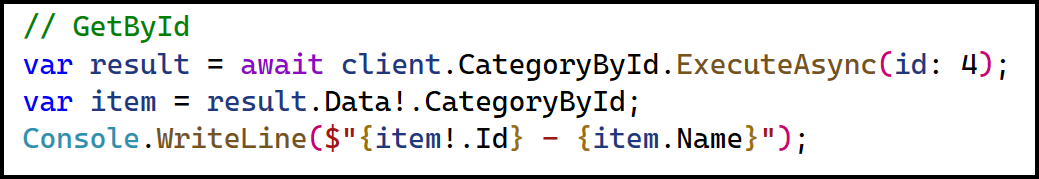 // GetById
var result = await client.CategoryById.ExecuteAsync(id: 4);
var item = result.Data!.CategoryById;
Console.WriteLine($"{item!.Id} - {item.Name}");